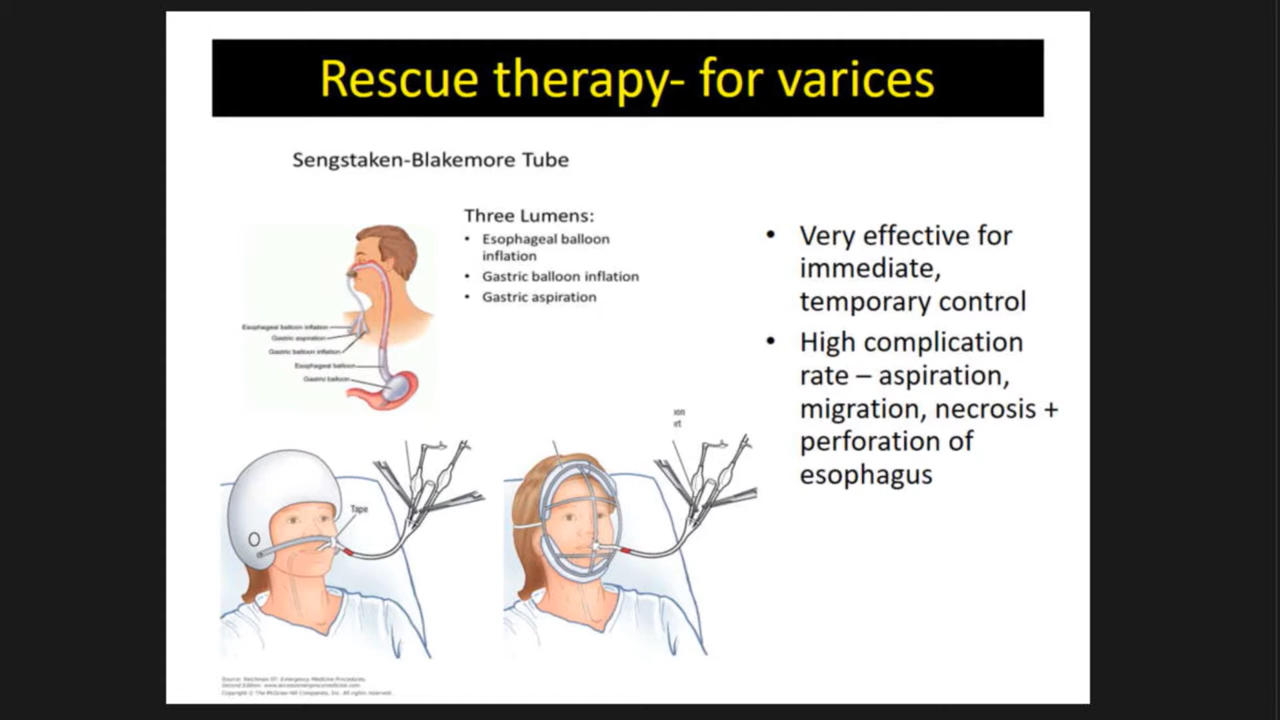 Rescue therapy- for varices
Sengstaken-Blakemore Tube
Three Lumens:
• Esophageal balloon
inflation
• Gastric balloon inflation
• Gastric aspiration
Esophageal balloon inflation
Gastric aspiration
Gastric balloon inflation
Esophageal balloon
Gastric balloon
• Very effective for
immediate,
temporary control
• High complication
rate – aspiration,
migration, necrosis +
perforation of
esophagus
Tape
Source: Reichman EF: Emergency Medicine Procedures,
Second Edition: www.accessemergencymedicine.com
Copyright © The McGraw-Hill Companies, Inc. All rights reserved.